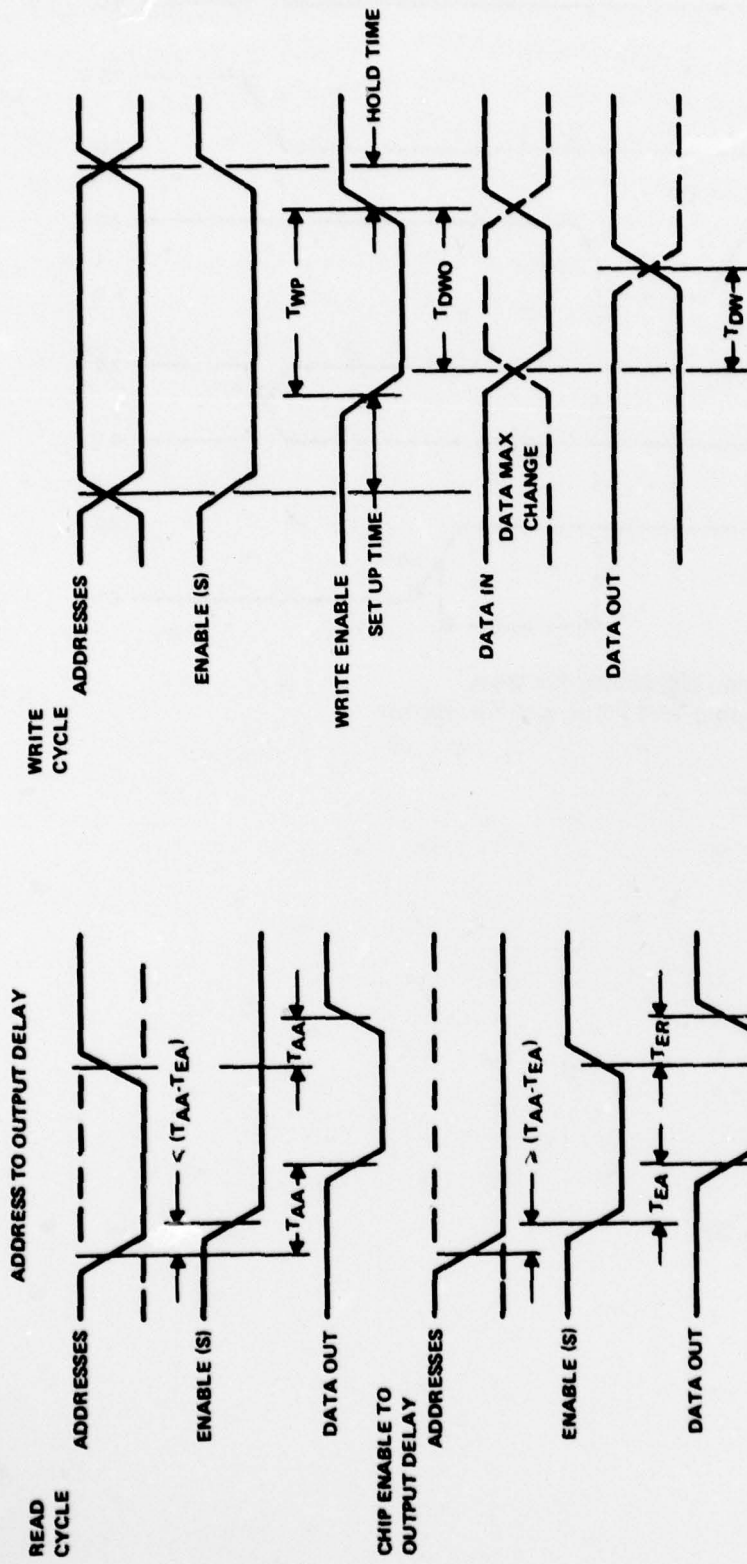 READ
CYCLE
ADDRESS TO OUTPUT DELAY
ADDRESSES
< (TAA-TEA)
ENABLE (S)
TAA
TAA
DATA OUT
CHIP ENABLE TO
OUTPUT DELAY
ADDRESSES
> (TAA-TEA)
ENABLE (S)
TEA
TER
DATA OUT
WRITE
CYCLE
ADDRESSES
ENABLE (S)
TWP
HOLD TIME
WRITE ENABLE
SET UP TIME
TDWO
DATA IN
DATA MAX
CHANGE
DATA OUT
TDW